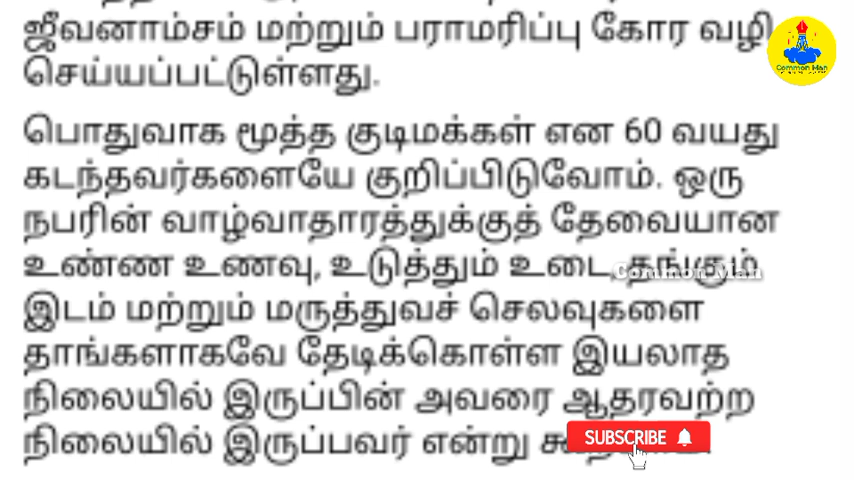 ஜீவனாம்சம் மற்றும் பராமரிப்பு கோர வழி
செய்யப்பட்டுள்ளது.
பொதுவாக மூத்த குடிமக்கள் என 60 வயது
கடந்தவர்களையே குறிப்பிடுவோம். ஒரு
நபரின் வாழ்வாதாரத்துக்குத் தேவையான
உண்ண உணவு, உடுத்தும் உடை, தங்கும்
இடம் மற்றும் மருத்துவச் செலவுகளை
தாங்களாகவே தேடிக்கொள்ள இயலாத
நிலையில் இருப்பின் அவரை ஆதரவற்ற
நிலையில் இருப்பவர் என்று
Common Man
Common Man
SUBSCRIBE